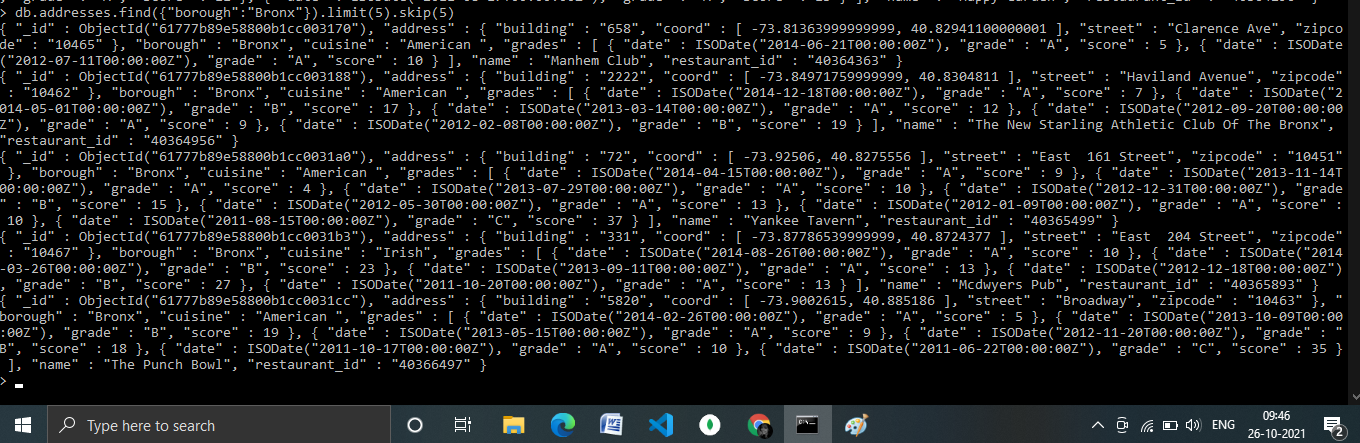 > db.addresses.find({"borough":"Bronx"}).limit(5).skip(5)
{ "_id" : ObjectId("61777b89e58800b1cc003170"), "address" : { "building" : "658", "coord" : [ -73.81363999999999, 40.82941100000001 ], "street" : "Clarence Ave", "zipco
de" : "10465" }, "borough" : "Bronx", "cuisine" : "American ", "grades" : [ { "date" : ISODate("2014-06-21T00:00:00Z"), "grade" : "A", "score" : 5 }, { "date" : ISODate
("2012-07-11T00:00:00Z"), "grade" : "A", "score" : 10 } ], "name" : "Manhem Club", "restaurant_id" : "40364363" }
{ "_id" : ObjectId("61777b89e58800b1cc003188"), "address" : { "building" : "2222", "coord" : [ -73.84971759999999, 40.8304811 ], "street" : "Haviland Avenue", "zipcode"
 : "10462" }, "borough" : "Bronx", "cuisine" : "American ", "grades" : [ { "date" : ISODate("2014-12-18T00:00:00Z"), "grade" : "A", "score" : 7 }, { "date" : ISODate("2
014-05-01T00:00:00Z"), "grade" : "B", "score" : 17 }, { "date" : ISODate("2013-03-14T00:00:00Z"), "grade" : "A", "score" : 12 }, { "date" : ISODate("2012-09-20T00:00:00
Z"), "grade" : "A", "score" : 9 }, { "date" : ISODate("2012-02-08T00:00:00Z"), "grade" : "B", "score" : 19 } ], "name" : "The New Starling Athletic Club Of The Bronx",
"restaurant_id" : "40364956" }
{ "_id" : ObjectId("61777b89e58800b1cc0031a0"), "address" : { "building" : "72", "coord" : [ -73.92506, 40.8275556 ], "street" : "East  161 Street", "zipcode" : "10451"
 }, "borough" : "Bronx", "cuisine" : "American ", "grades" : [ { "date" : ISODate("2014-04-15T00:00:00Z"), "grade" : "A", "score" : 9 }, { "date" : ISODate("2013-11-14T
00:00:00Z"), "grade" : "A", "score" : 4 }, { "date" : ISODate("2013-07-29T00:00:00Z"), "grade" : "A", "score" : 10 }, { "date" : ISODate("2012-12-31T00:00:00Z"), "grade
" : "B", "score" : 15 }, { "date" : ISODate("2012-05-30T00:00:00Z"), "grade" : "A", "score" : 13 }, { "date" : ISODate("2012-01-09T00:00:00Z"), "grade" : "A", "score" :
 10 }, { "date" : ISODate("2011-08-15T00:00:00Z"), "grade" : "C", "score" : 37 } ], "name" : "Yankee Tavern", "restaurant_id" : "40365499" }
{ "_id" : ObjectId("61777b89e58800b1cc0031b3"), "address" : { "building" : "331", "coord" : [ -73.87786539999999, 40.8724377 ], "street" : "East  204 Street", "zipcode"
 : "10467" }, "borough" : "Bronx", "cuisine" : "Irish", "grades" : [ { "date" : ISODate("2014-08-26T00:00:00Z"), "grade" : "A", "score" : 10 }, { "date" : ISODate("2014
-03-26T00:00:00Z"), "grade" : "B", "score" : 23 }, { "date" : ISODate("2013-09-11T00:00:00Z"), "grade" : "A", "score" : 13 }, { "date" : ISODate("2012-12-18T00:00:00Z")
, "grade" : "B", "score" : 27 }, { "date" : ISODate("2011-10-20T00:00:00Z"), "grade" : "A", "score" : 13 } ], "name" : "Mcdwyers Pub", "restaurant_id" : "40365893" }
{ "_id" : ObjectId("61777b89e58800b1cc0031cc"), "address" : { "building" : "5820", "coord" : [ -73.9002615, 40.885186 ], "street" : "Broadway", "zipcode" : "10463" }, "
borough" : "Bronx", "cuisine" : "American ", "grades" : [ { "date" : ISODate("2014-02-26T00:00:00Z"), "grade" : "A", "score" : 5 }, { "date" : ISODate("2013-10-09T00:00
:00Z"), "grade" : "B", "score" : 19 }, { "date" : ISODate("2013-05-15T00:00:00Z"), "grade" : "A", "score" : 9 }, { "date" : ISODate("2012-11-20T00:00:00Z"), "grade" : "
B", "score" : 18 }, { "date" : ISODate("2011-10-17T00:00:00Z"), "grade" : "A", "score" : 10 }, { "date" : ISODate("2011-06-22T00:00:00Z"), "grade" : "C", "score" : 35 }
 ], "name" : "The Punch Bowl", "restaurant_id" : "40366497" }
>
Type here to search
ENG
09:46
26-10-2021
2